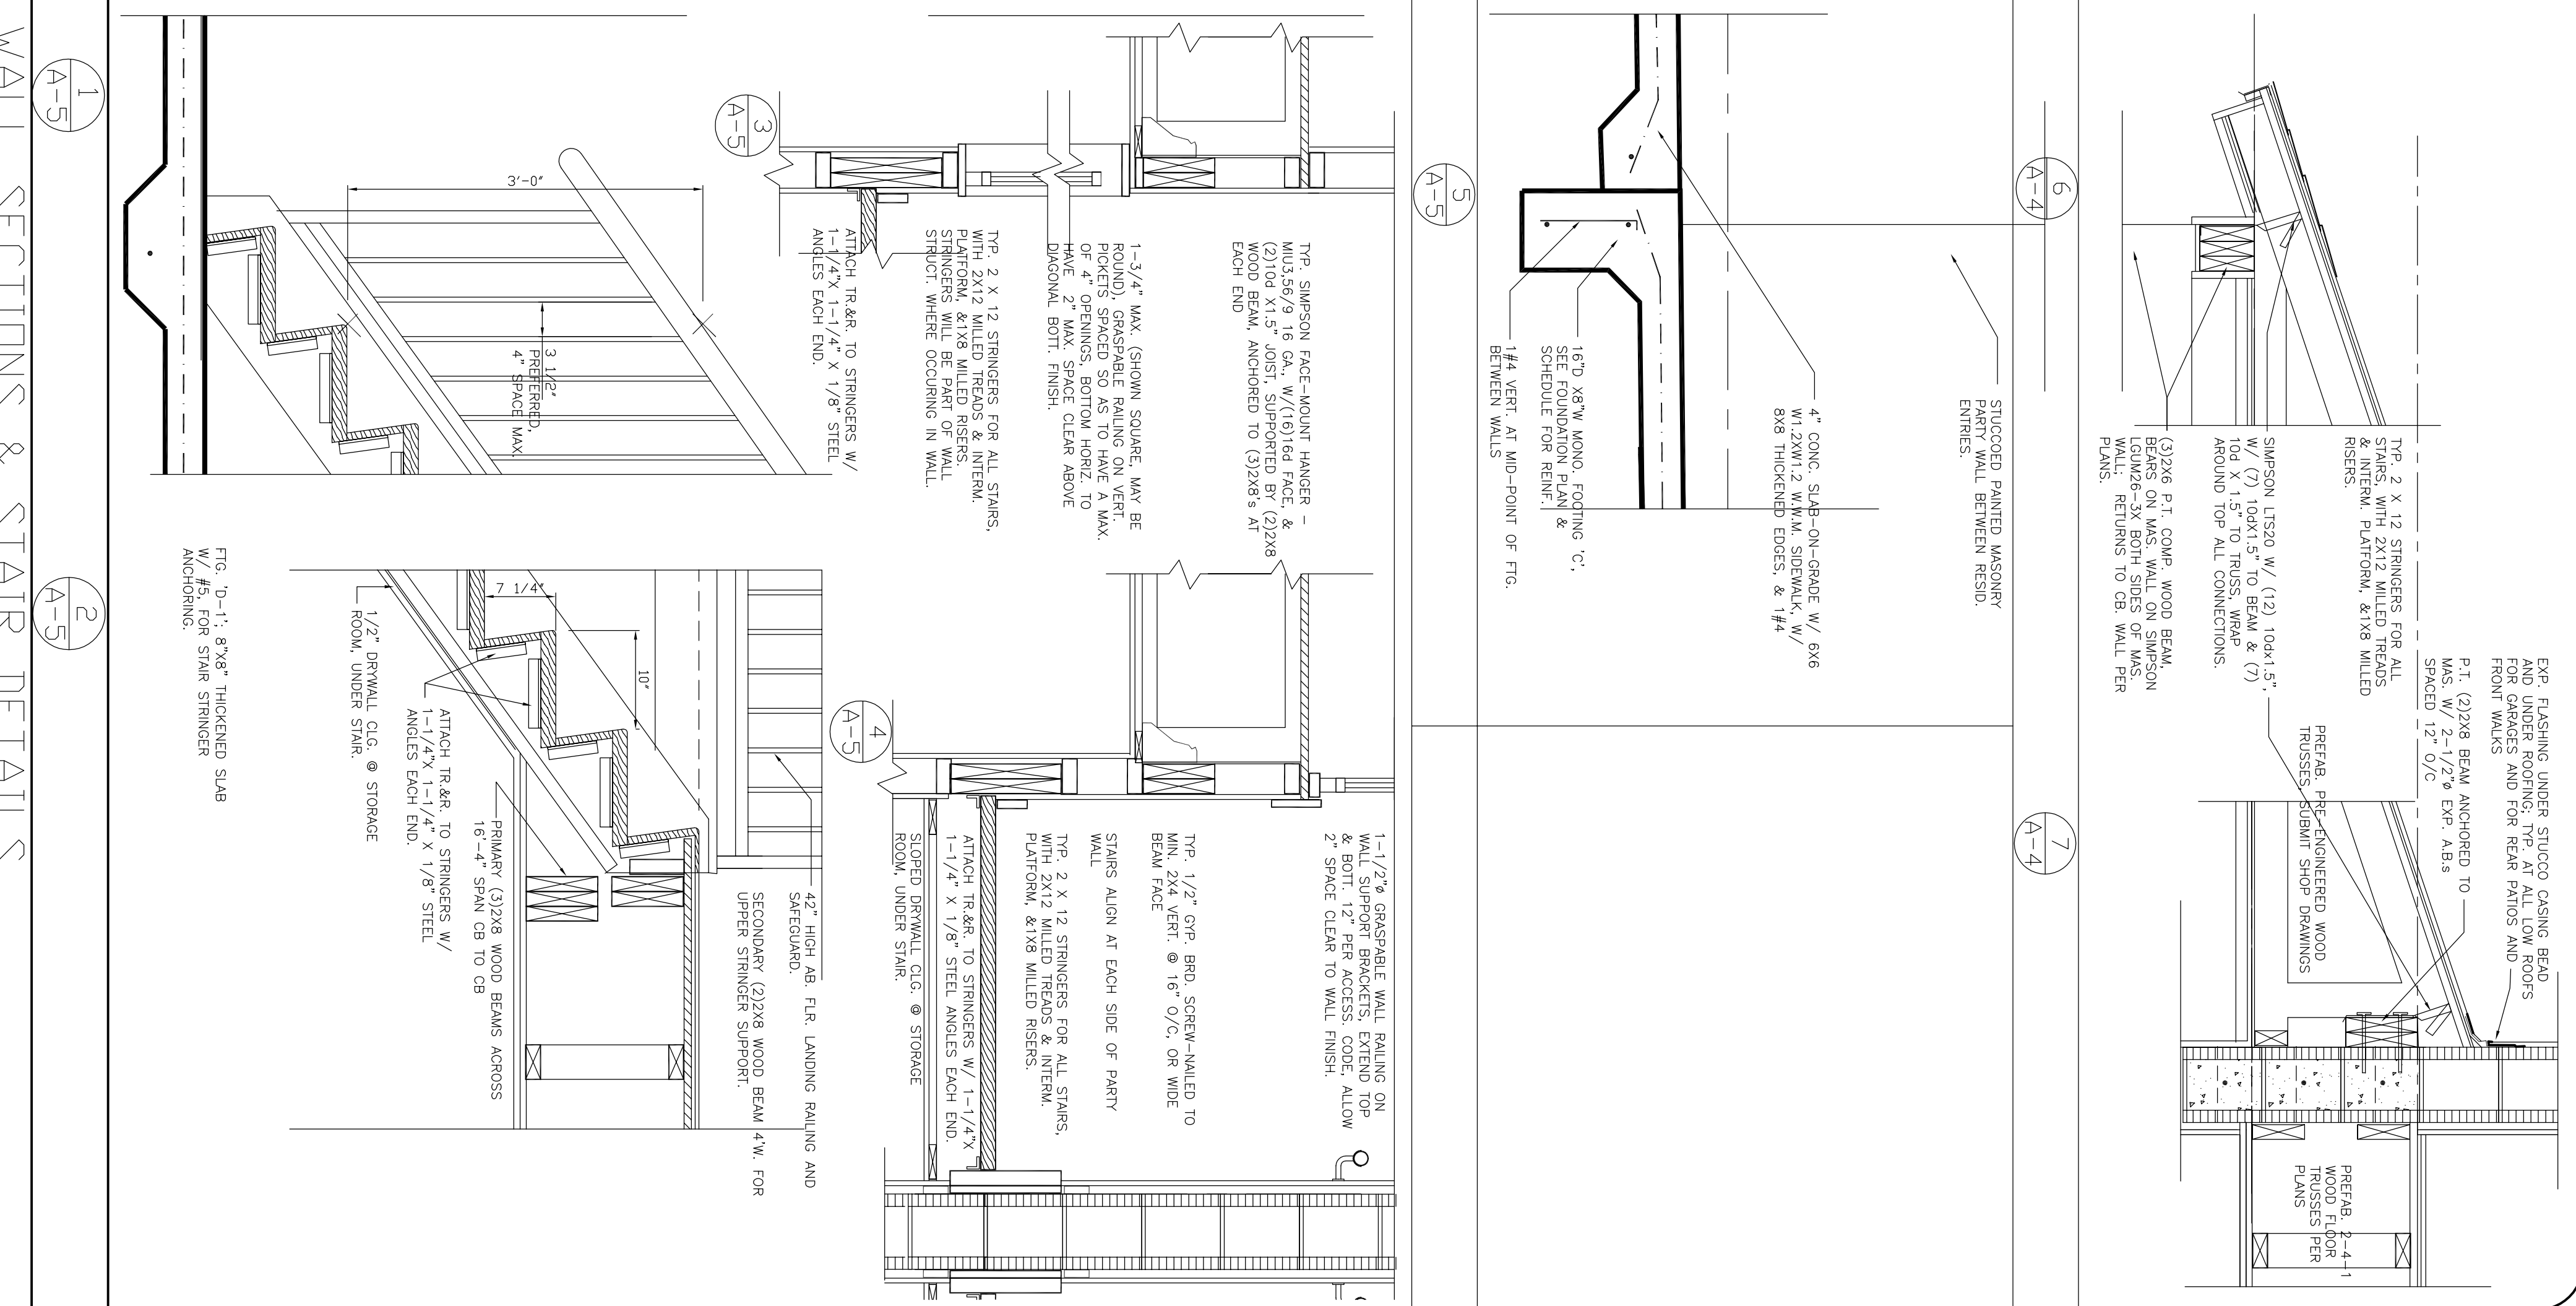 EXP. FLASHING UNDER STUCCO CASING BEAD
AND UNDER ROOFING; TYP. AT ALL LOW ROOFS
FOR GARAGES AND FOR REAR PATIOS AND
FRONT WALKS
P.T. (2)2X8 BEAM ANCHORED TO
MAS. W/ 2-1/2"ø EXP. A.B.s
SPACED 12" O/C
TYP. 2 X 12 STRINGERS FOR ALL
STAIRS, WITH 2X12 MILLED TREADS
& INTERM. PLATFORM, &1X8 MILLED
RISERS.
SIMPSON LTS20 W/ (12) 10dx1.5",
W/ (7) 10dX1.5" TO BEAM & (7)
10d X 1.5" TO TRUSS, WRAP
AROUND TOP ALL CONNECTIONS.
(3)2X6 P.T. COMP. WOOD BEAM,
BEARS ON MAS. WALL ON SIMPSON
LGUM26-3X BOTH SIDES OF MAS.
WALL; RETURNS TO CB. WALL PER
PLANS.
PREFAB. PRE-ENGINEERED WOOD
TRUSSES, SUBMIT SHOP DRAWINGS
PREFAB. 2-4-1
WOOD FLOOR
TRUSSES PER
PLANS
6
A-4
7
A-4
STUCCOED PAINTED MASONRY
PARTY WALL BETWEEN RESID.
ENTRIES.
4" CONC. SLAB-ON-GRADE W/ 6X6
W1.2XW1.2 W.W.M. SIDEWALK, W/
8X8 THICKENED EDGES, & 1#4
16"D X8"W MONO. FOOTING 'C',
SEE FOUNDATION PLAN &
SCHEDULE FOR REINF.
1#4 VERT. AT MID-POINT OF FTG.
BETWEEN WALLS
5
A-5
TYP. SIMPSON FACE-MOUNT HANGER -
MIU3,56/9 16 GA., W/(16)16d FACE, &
(2)10d X1.5" JOIST, SUPPORTED BY (2)2X8
WOOD BEAM, ANCHORED TO (3)2X8's AT
EACH END
1-3/4" MAX. (SHOWN SQUARE, MAY BE
ROUND), GRASPABLE RAILING ON VERT.
PICKETS SPACED SO AS TO HAVE A MAX.
OF 4" OPENINGS, BOTTOM HORIZ. TO
HAVE 2" MAX. SPACE CLEAR ABOVE
DIAGONAL BOTT. FINISH.
TYP. 2 X 12 STRINGERS FOR ALL STAIRS,
WITH 2X12 MILLED TREADS & INTERM.
PLATFORM, &1X8 MILLED RISERS.
STRINGERS WILL BE PART OF WALL
STRUCT. WHERE OCCURING IN WALL.
ATTACH TR.&R. TO STRINGERS W/
1-1/4"X 1-1/4" X 1/8" STEEL
ANGLES EACH END.
3
A-5
1-1/2"ø GRASPABLE WALL RAILING ON
WALL SUPPORT BRACKETS, EXTEND TOP
& BOTT. 12" PER ACCESS. CODE, ALLOW
2" SPACE CLEAR TO WALL FINISH.
TYP. 1/2" GYP. BRD. SCREW-NAILED TO
MIN. 2X4 VERT. @ 16" O/C, OR WIDE
BEAM FACE
STAIRS ALIGN AT EACH SIDE OF PARTY
WALL
TYP. 2 X 12 STRINGERS FOR ALL STAIRS,
WITH 2X12 MILLED TREADS & INTERM.
PLATFORM, &1X8 MILLED RISERS.
ATTACH TR.&R. TO STRINGERS W/ 1-1/4"X
1-1/4" X 1/8" STEEL ANGLES EACH END.
SLOPED DRYWALL CLG. @ STORAGE
ROOM, UNDER STAIR.
4
A-5
3'-0"
3 1/2"
PREFERRED,
4" SPACE MAX.
42" HIGH AB. FLR. LANDING RAILING AND
SAFEGUARD.
SECONDARY (2)2X8 WOOD BEAM 4'W. FOR
UPPER STRINGER SUPPORT.
10"
7 1/4"
PRIMARY (3)2X8 WOOD BEAMS ACROSS
16'-4" SPAN CB TO CB
ATTACH TR.&R. TO STRINGERS W/
1-1/4"X 1-1/4" X 1/8" STEEL
ANGLES EACH END.
1/2" DRYWALL CLG. @ STORAGE
ROOM, UNDER STAIR.
FTG. 'D-1'; 8"X8" THICKENED SLAB
W/ #5, FOR STAIR STRINGER
ANCHORING.
1
A-5
2
A-5
WALL SECTIONS & STAIR DETAILS